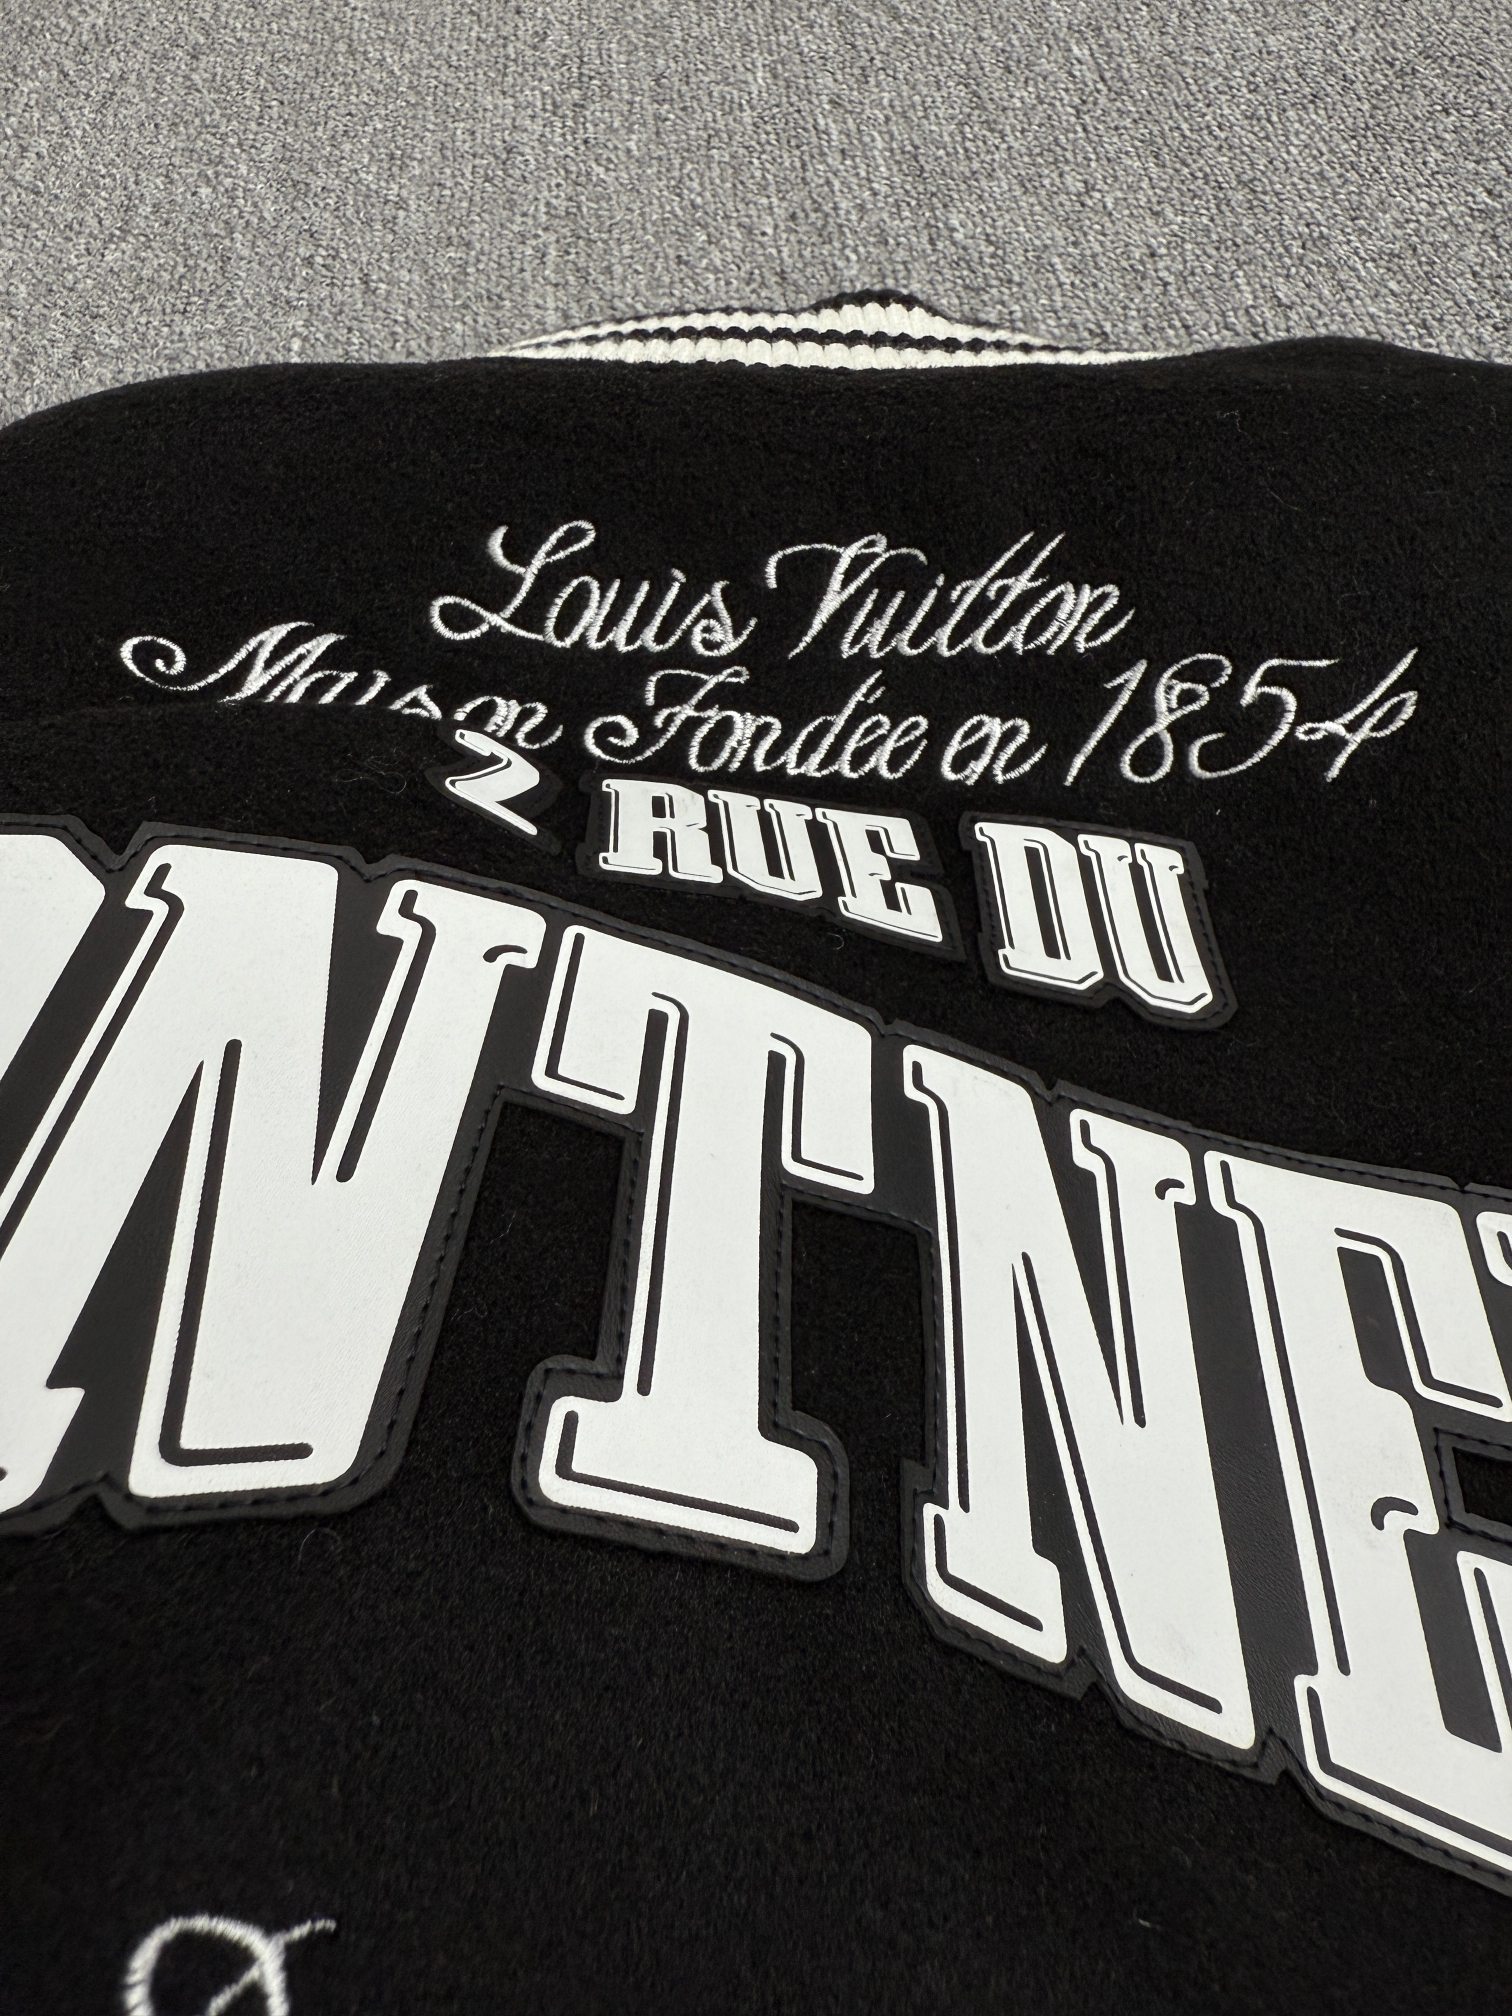 Louis Vuitton
Maison Fondée en 1854
2 RUE DU
NTNE